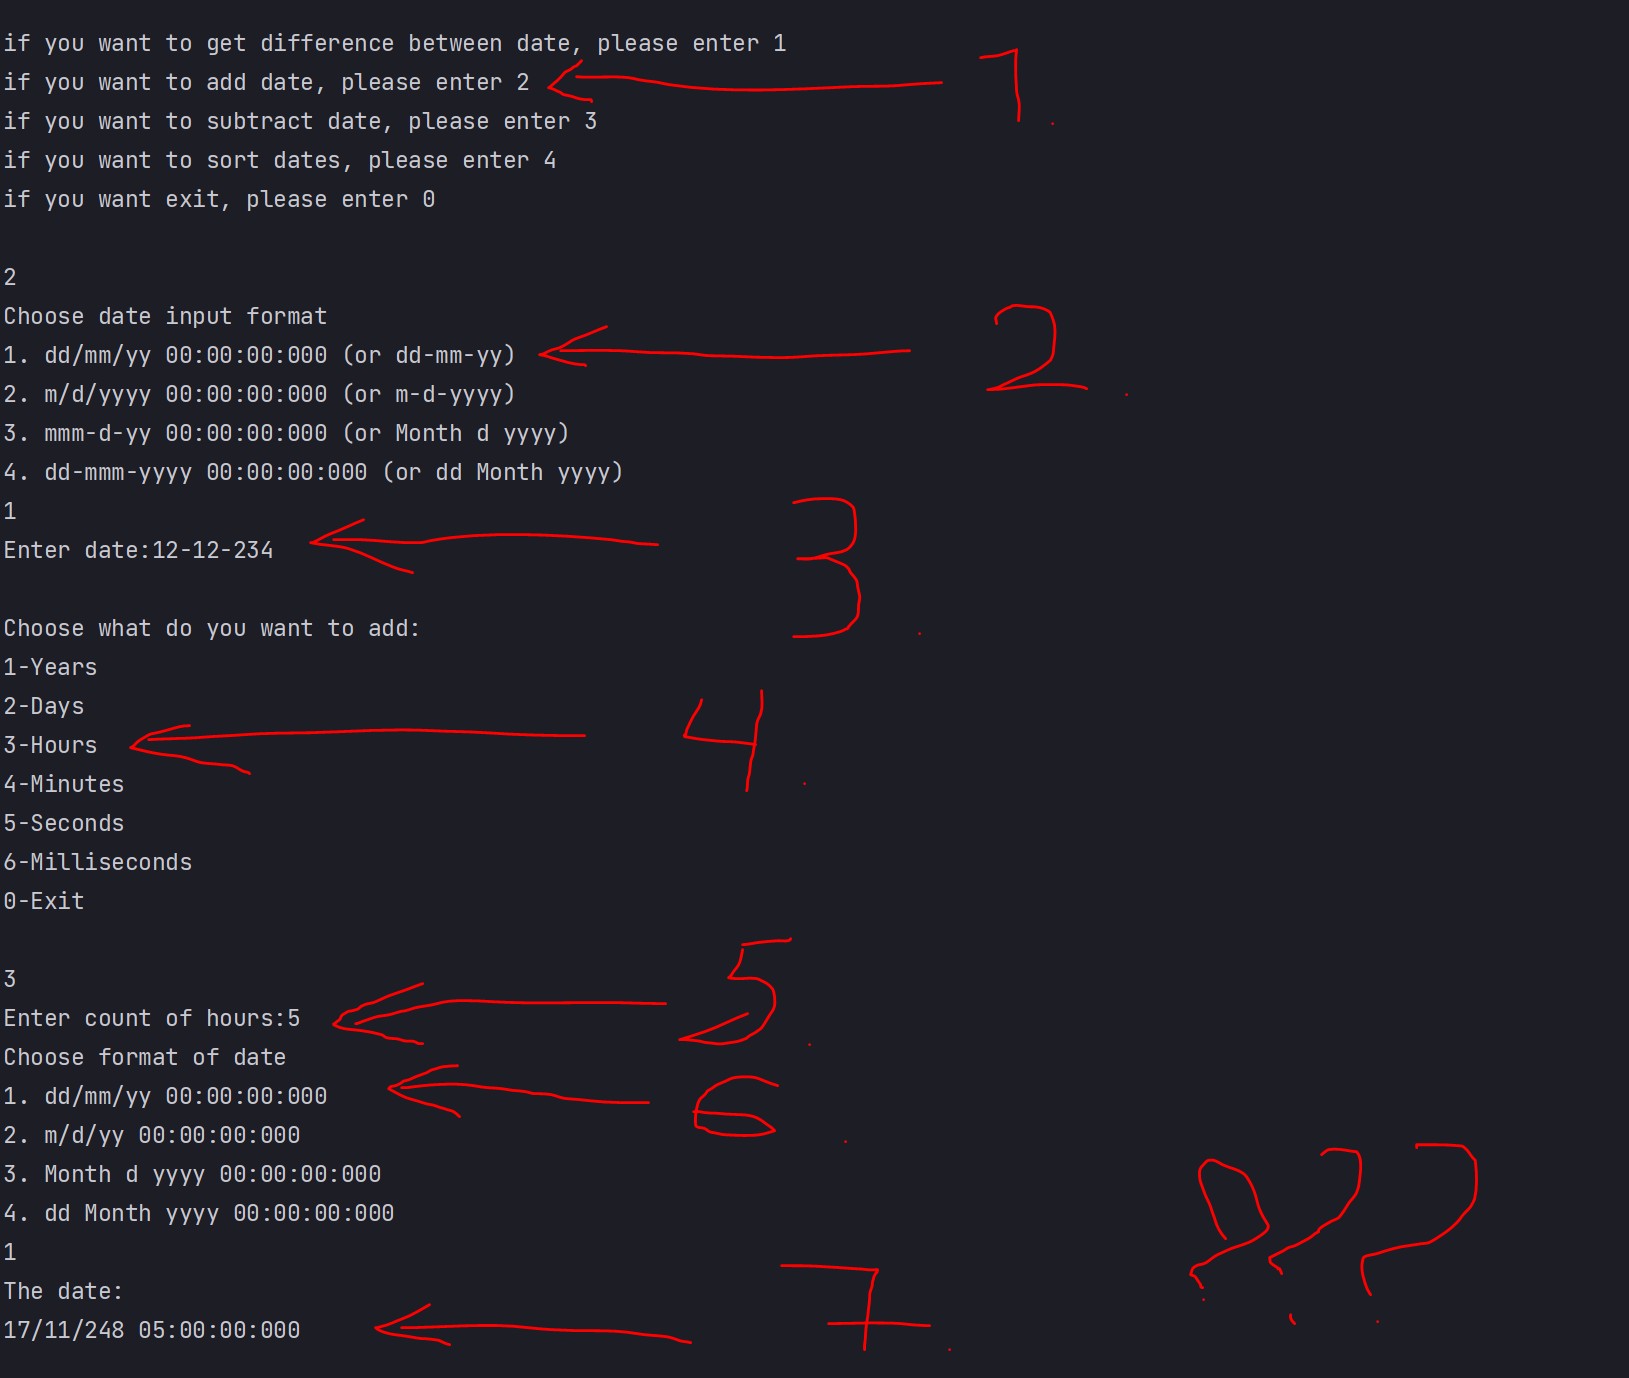 if you want to get difference between date, please enter 1
if you want to add date, please enter 2
1.
if you want to subtract date, please enter 3
if you want to sort dates, please enter 4
if you want exit, please enter 0
2
Choose date input format
1. dd/mm/yy 00:00:00:000 (or dd-mm-yy)
2.
2. m/d/yyyy 00:00:00:000 (or m-d-yyyy)
3. mmm-d-yy 00:00:00:000 (or Month d yyyy)
4. dd-mmm-yyyy 00:00:00:000 (or dd Month yyyy)
1
Enter date:12-12-234
3.
Choose what do you want to add:
1-Years
2-Days
3-Hours
4.
4-Minutes
5-Seconds
6-Milliseconds
0-Exit
3
Enter count of hours:5
5.
Choose format of date
1. dd/mm/yy 00:00:00:000
6.
2. m/d/yy 00:00:00:000
3. Month d yyyy 00:00:00:000
4. dd Month yyyy 00:00:00:000
???
1
The date:
17/11/248 05:00:00:000
7.